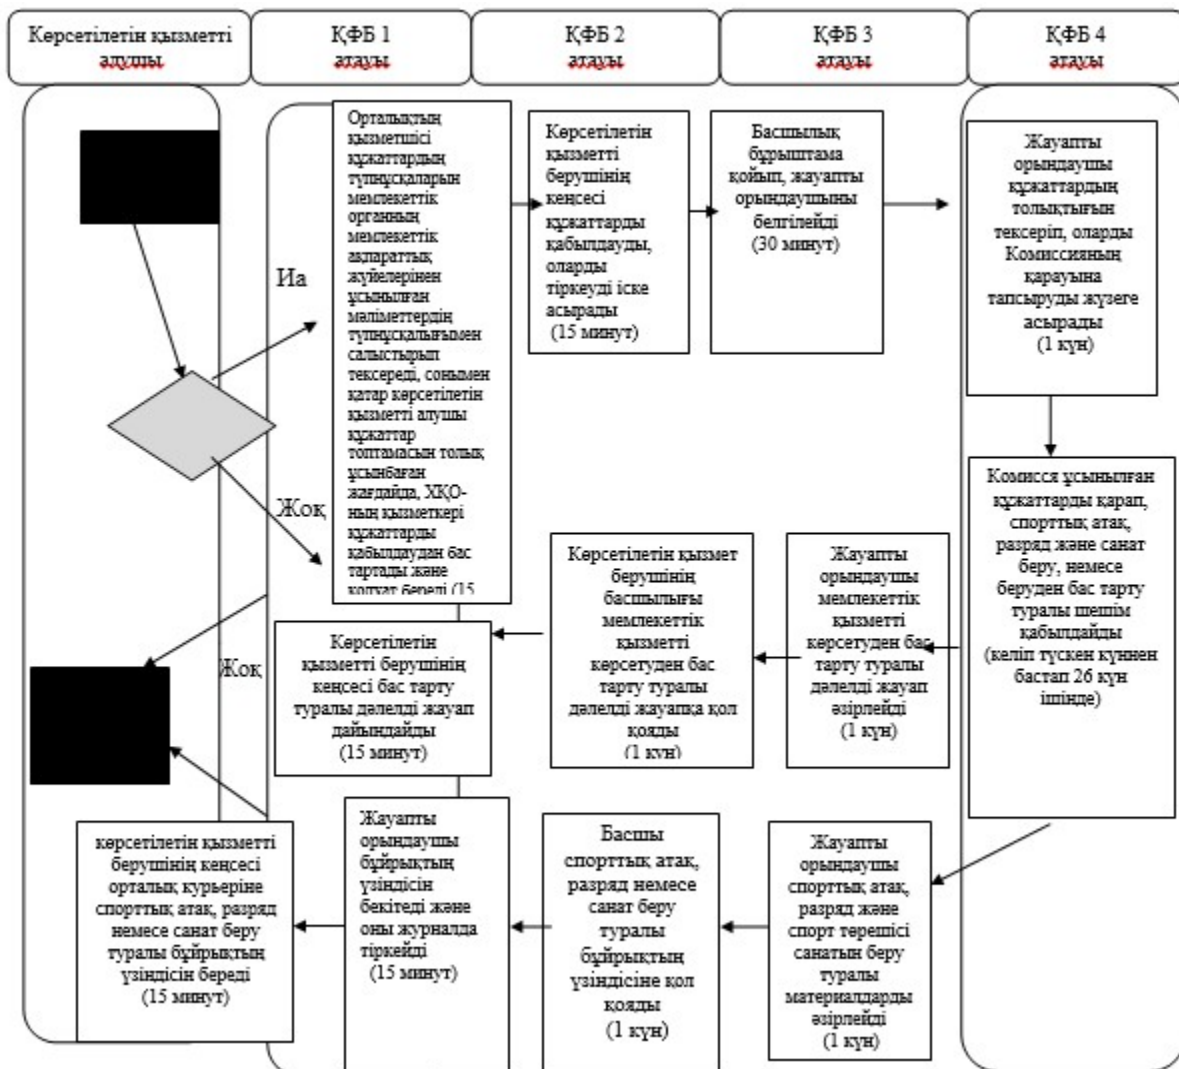 Көрсетілетін қызметті
алушы
ҚФБ 1
атауы
ҚФБ 2
атауы
ҚФБ 3
атауы
ҚФБ 4
атауы
Орталықтың
қызметшісі
құжаттардың
түпнұсқаларын
мемлекеттік
органның
мемлекеттік
ақпараттық
жүйелерінен
ұсынылған
мәліметтердің
түпнұсқалығымен
салыстырып
тексереді, сонымен
қатар көрсетілетін
қызметті алушы
құжаттар
топтамасын толық
ұсынбаған
жағдайда, ХҚО-
ның қызметкері
құжаттарды
қабылдаудан бас
тартады және
қолхат береді (15
Көрсетілетін
қызметті
берушінің
кеңсесі
құжаттарды
қабылдауды,
оларды
тіркеуді іске
асырады
(15 минут)
Басшылық
бұрыштама
қойып, жауапты
орындаушыны
белгілейді
(30 минут)
Жауапты
орындаушы
құжаттардың
толықтығын
тексеріп, оларды
Комиссияның
қарауына
тапсыруды жүзеге
асырады
(1 күн)
Иа
Жоқ
Комисся ұсынылған
құжаттарды қарап,
спорттық атақ,
разряд және санат
беру, немесе
беруден бас тарту
туралы шешім
қабылдайды
(келіп түскен күннен
бастап 26 күн
ішінде)
Жауапты
орындаушы
мемлекеттік
қызметті
көрсетуден бас
тарту туралы
дәлелді жауап
әзірлейді
(1 күн)
Көрсетілетін қызмет
берушінің
басшылығы
мемлекеттік
қызметті
көрсетуден бас
тарту туралы
дәлелді жауапқа қол
қояды
(1 күн)
Көрсетілетін
қызметті берушінің
кеңсесі бас тарту
туралы дәлелді жауап
дайындайды
(15 минут)
Жоқ
көрсетілетін қызметті
берушінің кеңсесі
орталық курьеріне
спорттық атақ, разряд
немесе санат беру
туралы бұйрықтың
үзіндісін береді
(15 минут)
Жауапты
орындаушы
бұйрықтың
үзіндісін
бекітеді және
оны журналда
тіркейді
(15 минут)
Басшы
спорттық атақ,
разряд немесе
санат беру
туралы
бұйрықтың
үзіндісіне қол
қояды
(1 күн)
Жауапты
орындаушы
спорттық атақ,
разряд және
спорт төрешісі
санатын беру
туралы
материалдарды
әзірлейді
(1 күн)